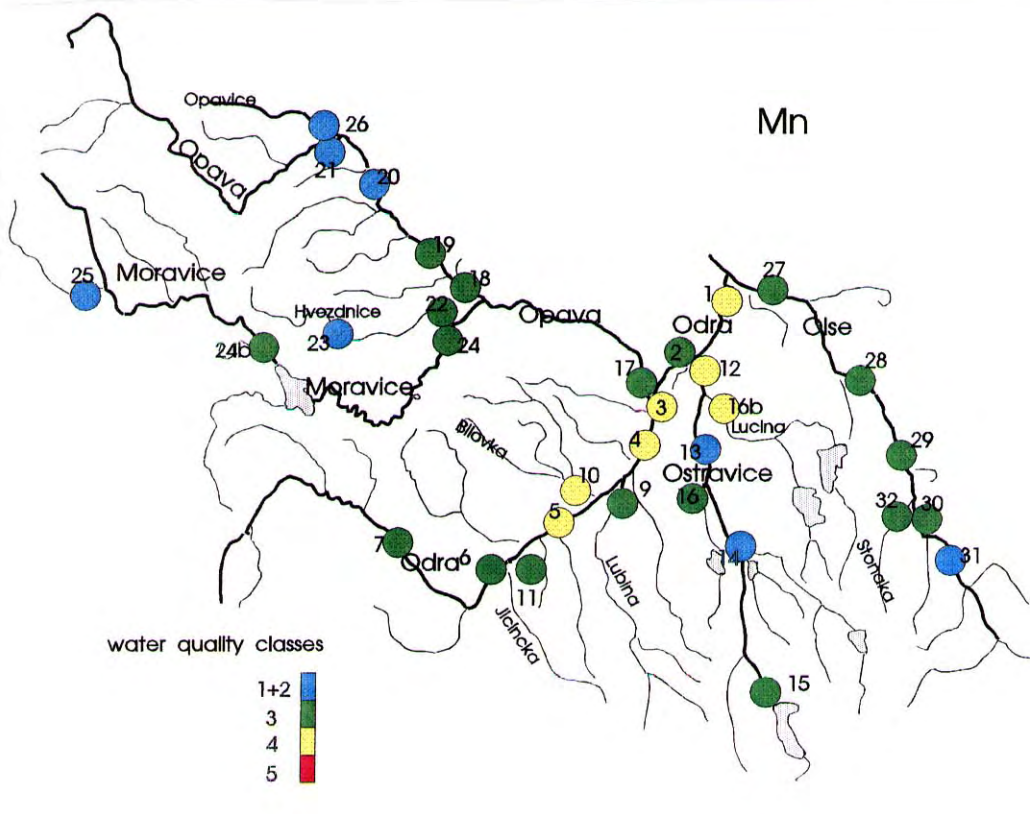 Opavice
26
Mn
Opava
21
20
19
27
25
Moravice
18
1
Hvezdnice
22
Opava
Odra
Olse
23
24b
24
2
12
28
17
Moravice
3
16b
Lucina
Bilovka
4
13
29
Ostravice
10
9
16
32
30
5
7
Odra
6
14
31
11
Lubina
Stonaka
Jicincka
15
water quality classes
1+2
3
4
5